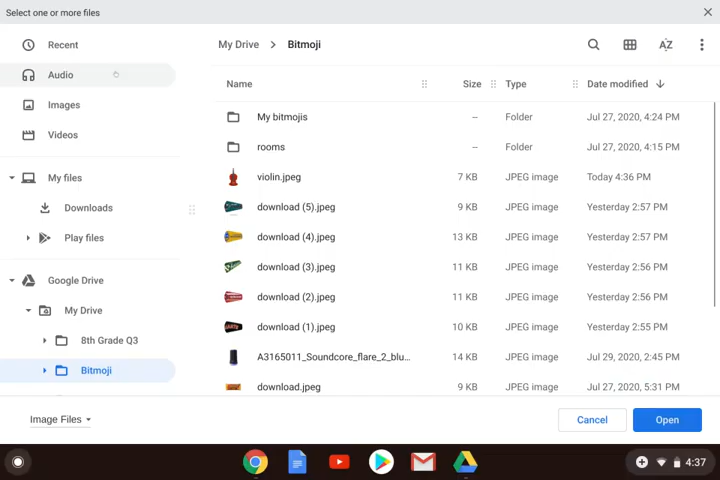 Select one or more files
Recent
Audio
Images
Videos
My files
Downloads
Play files
Google Drive
My Drive
8th Grade Q3
Bitmoji
My Drive Bitmoji
Name Size Type Date modified
My bitmojis -- Folder Jul 27, 2020, 4:24 PM
rooms -- Folder Jul 27, 2020, 4:15 PM
violin.jpeg 7 KB JPEG image Today 4:36 PM
download (5).jpeg 9 KB JPEG image Yesterday 2:57 PM
download (4).jpeg 13 KB JPEG image Yesterday 2:57 PM
download (3).jpeg 11 KB JPEG image Yesterday 2:56 PM
download (2).jpeg 11 KB JPEG image Yesterday 2:56 PM
download (1).jpeg 10 KB JPEG image Yesterday 2:55 PM
A3165011_Soundcore_flare_2_blu... 14 KB JPEG image Jul 29, 2020, 2:45 PM
download.jpeg 9 KB JPEG image Jul 27, 2020, 5:31 PM
Image Files
Cancel Open
4:37